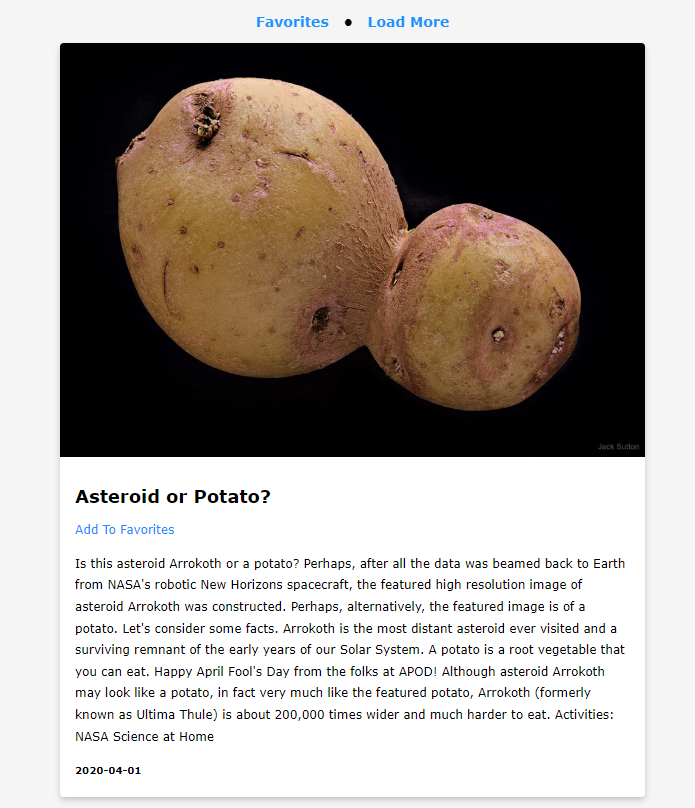 Favorites ● Load More
Jack Sutton
Asteroid or Potato?
Add To Favorites
Is this asteroid Arrokoth or a potato? Perhaps, after all the data was beamed back to Earth
from NASA's robotic New Horizons spacecraft, the featured high resolution image of
asteroid Arrokoth was constructed. Perhaps, alternatively, the featured image is of a
potato. Let's consider some facts. Arrokoth is the most distant asteroid ever visited and a
surviving remnant of the early years of our Solar System. A potato is a root vegetable that
you can eat. Happy April Fool's Day from the folks at APOD! Although asteroid Arrokoth
may look like a potato, in fact very much like the featured potato, Arrokoth (formerly
known as Ultima Thule) is about 200,000 times wider and much harder to eat. Activities:
NASA Science at Home
2020-04-01